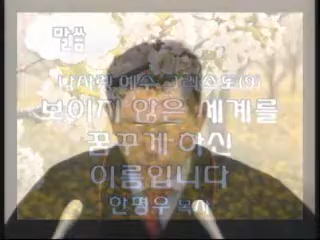 말씀
나사렛 예수 그리스도의
보이지 않은 세계를
꿈꾸게 하신
이름입니다
안명우 목사